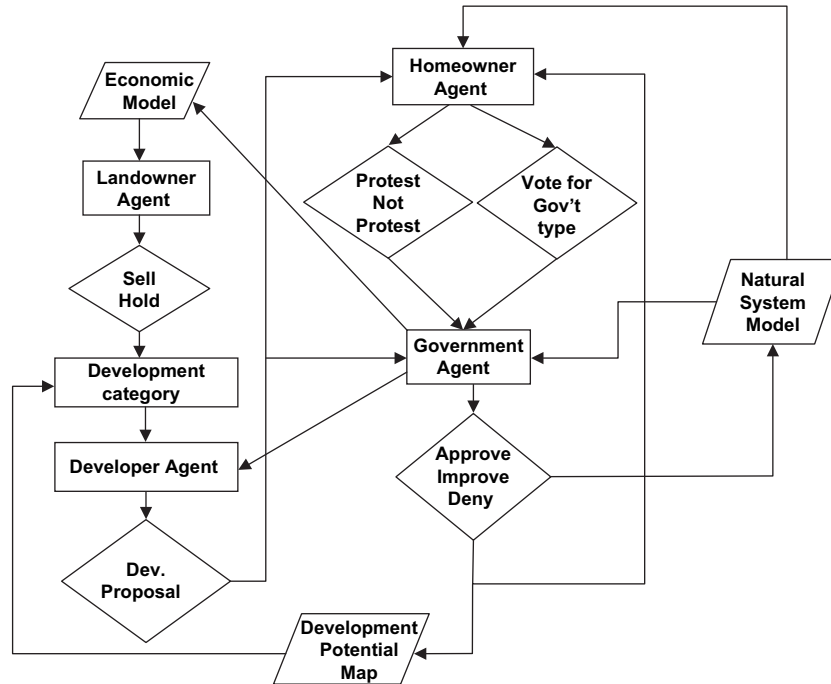 Economic
Model
Landowner
Agent
Sell
Hold
Development
category
Developer Agent
Dev.
Proposal
Homeowner
Agent
Protest
Not
Protest
Vote for
Gov't
type
Government
Agent
Approve
Improve
Deny
Natural
System
Model
Development
Potential
Map